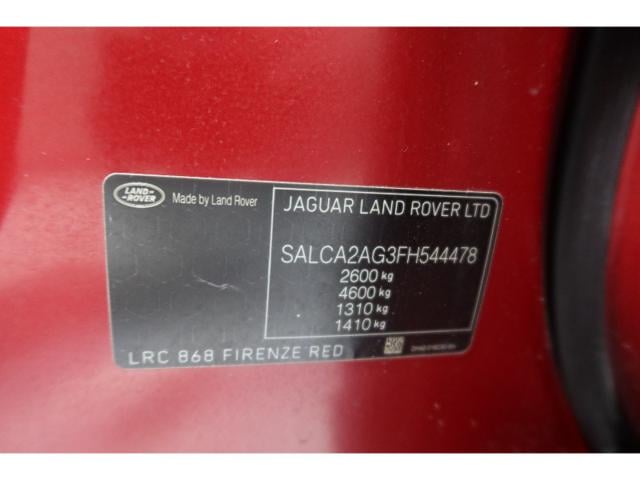 LAND-
ROVER
Made by Land Rover
JAGUAR LAND ROVER LTD
SALCA2AG3FH544478
2600 kg
4600 kg
1310 kg
1410 kg
LRC 868 FIRENZE RED